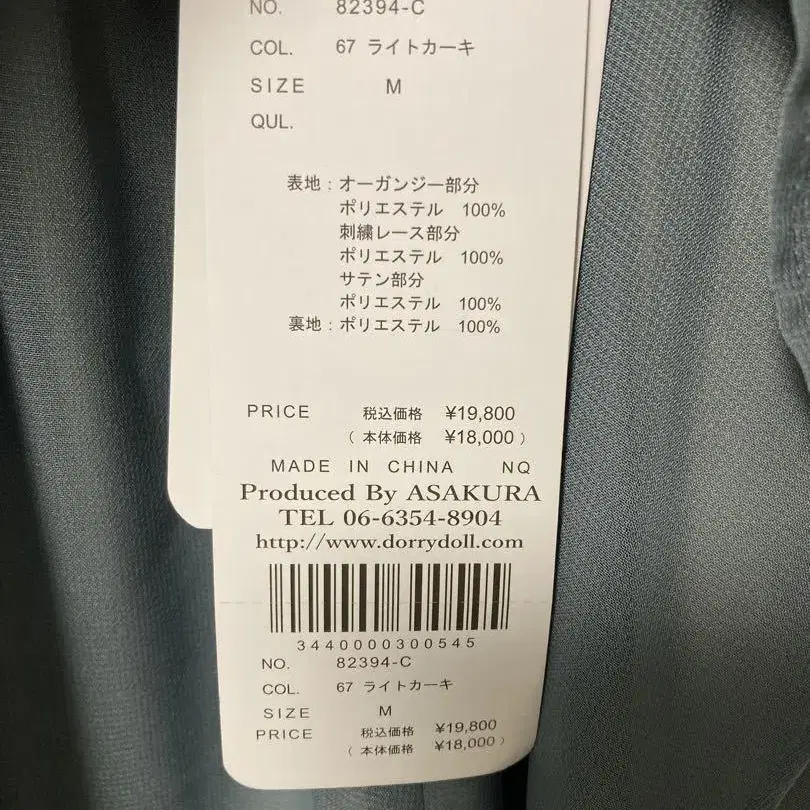 NO. 82394-C
COL. 67 ライトカーキ
SIZE M
QUL.
表地：オーガンジー部分
ポリエステル 100%
刺繍レース部分
ポリエステル 100%
サテン部分
ポリエステル 100%
裏地：ポリエステル 100%
PRICE 税込価格 ¥19,800
（ 本体価格 ¥18,000 ）
MADE IN CHINA NQ
Produced By ASAKURA
TEL 06-6354-8904
http://www.dorrydoll.com
3440000300545
NO. 82394-C
COL. 67 ライトカーキ
SIZE M
PRICE 税込価格 ¥19,800
（ 本体価格 ¥18,000 ）